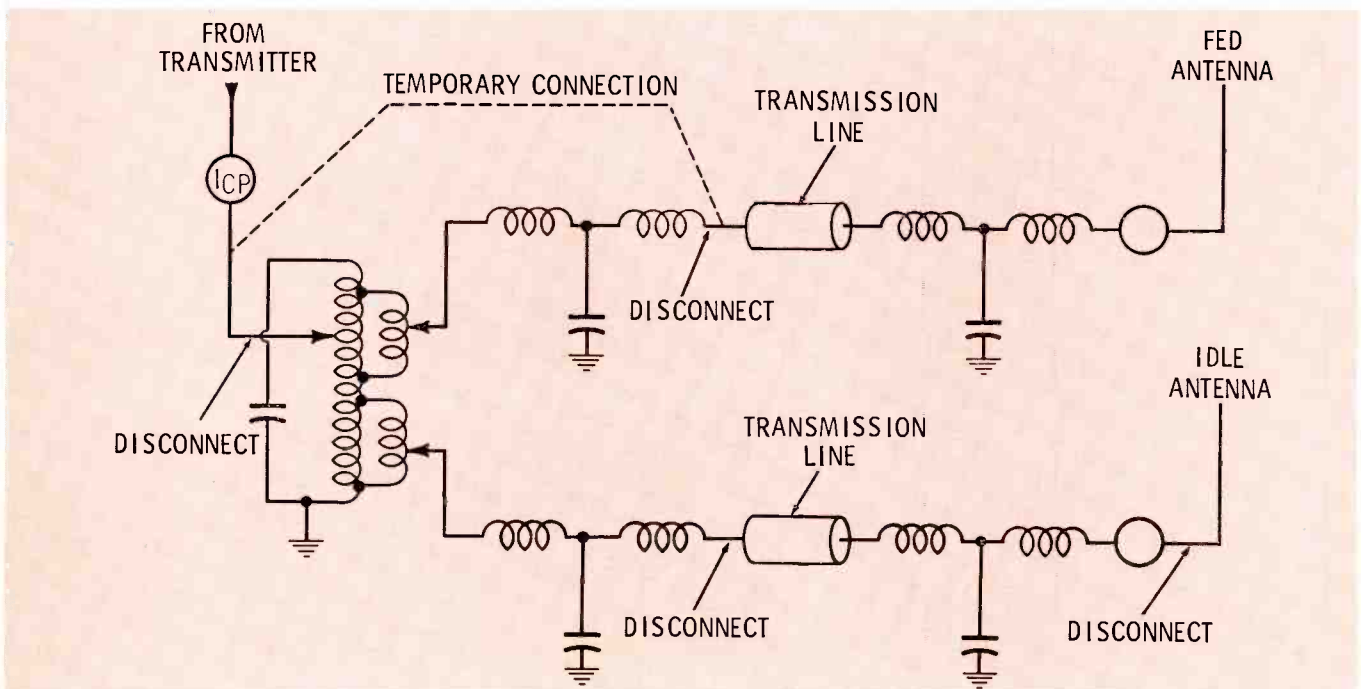 FROM
TRANSMITTER
TEMPORARY CONNECTION
TRANSMISSION
LINE
FED
ANTENNA
ICP
DISCONNECT
DISCONNECT
IDLE
ANTENNA
TRANSMISSION
LINE
DISCONNECT
DISCONNECT